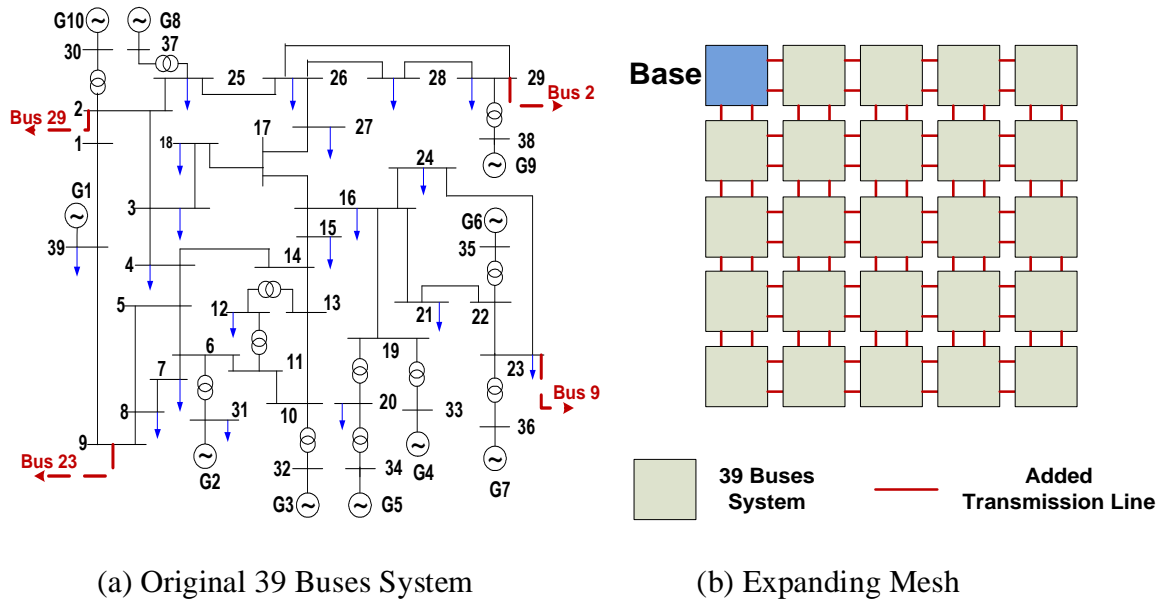 G10
G8
30
37
25
26
28
29
Bus 2
2
Bus 29
1
18
17
27
38
G9
24
G1
3
16
G6
15
35
39
14
4
5
12
13
21
22
6
11
19
23
7
Bus 9
8
31
10
20
33
36
9
Bus 23
G2
32
34
G4
G7
G3
G5
(a) Original 39 Buses System
Base
39 Buses
System
Added
Transmission Line
(b) Expanding Mesh